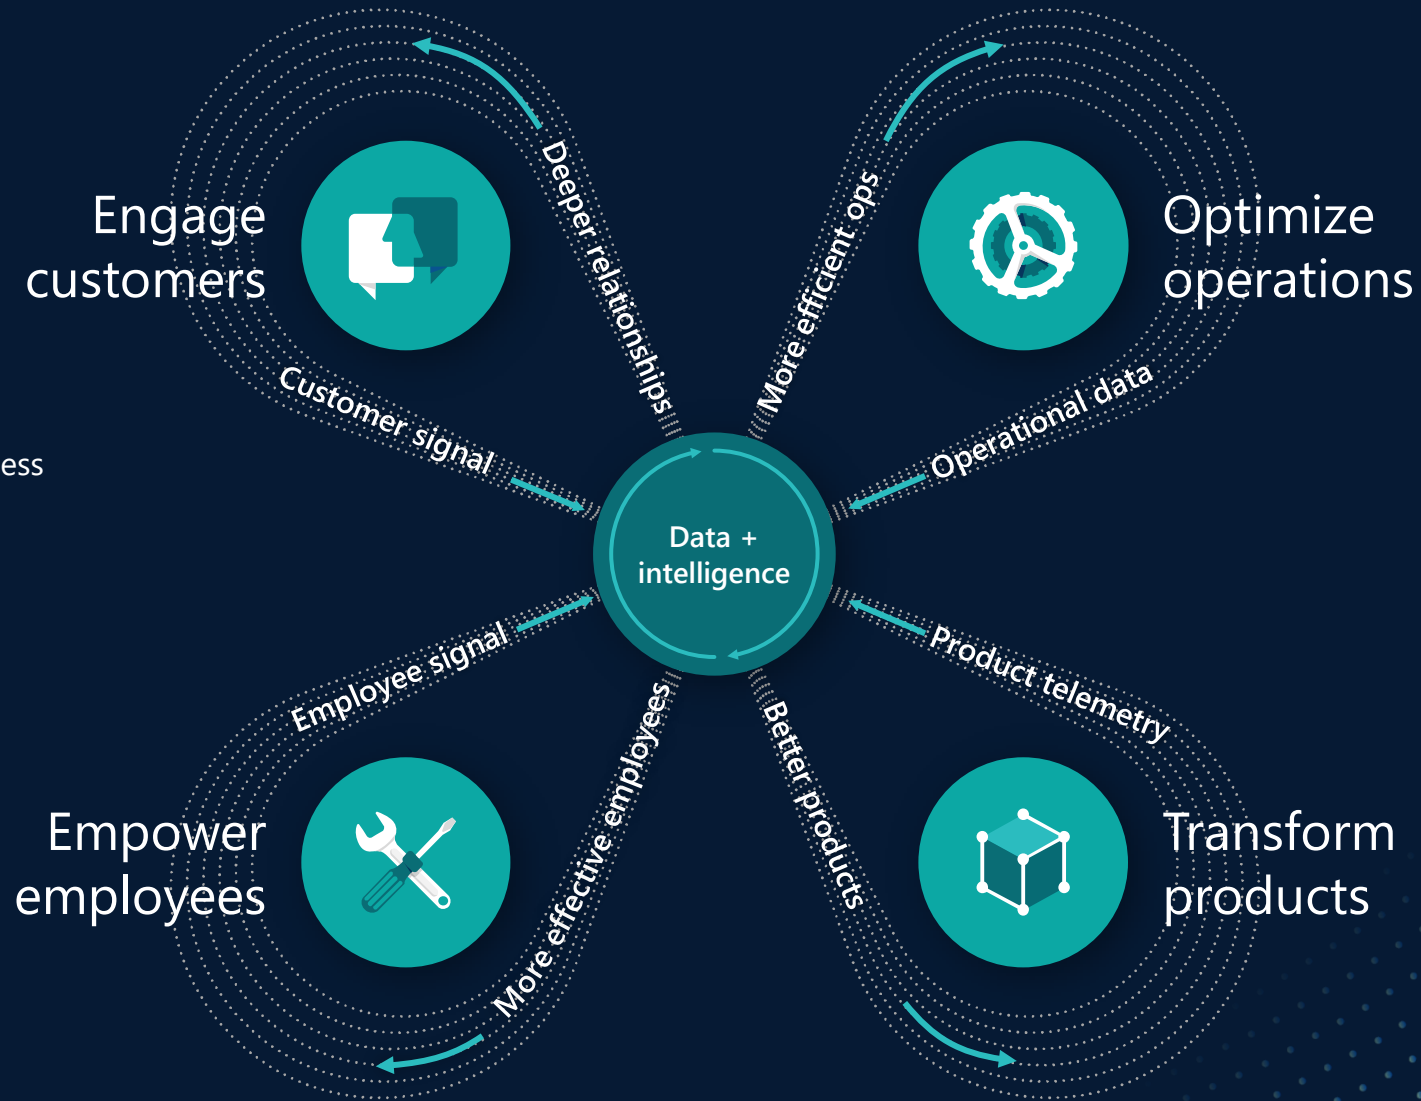 Engage
customers
Deeper relationships
Customer signal
More efficient ops
Optimize
operations
Operational data
ess
Data +
intelligence
Employee signal
Empower
employees
More effective employees
Product telemetry
Better products
Transform
products